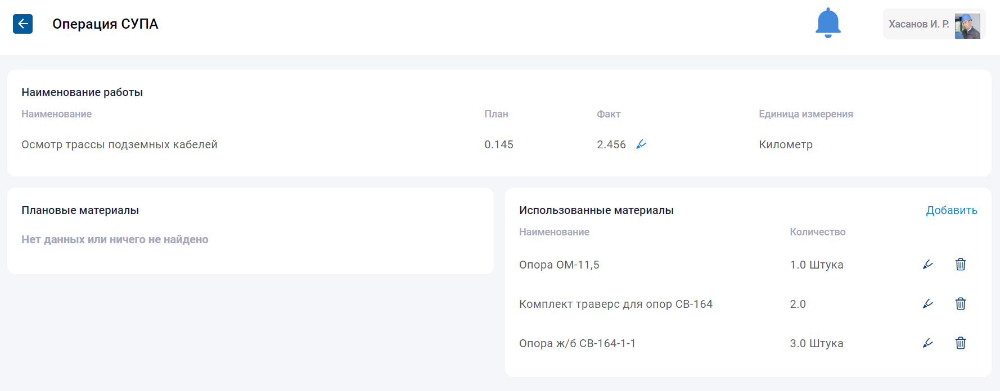 Операция СУПА
Хасанов И. Р.
Наименование работы
Наименование План Факт Единица измерения
Осмотр трассы подземных кабелей 0.145 2.456 Километр
Плановые материалы
Нет данных или ничего не найдено
Использованные материалы Добавить
Наименование Количество
Опора ОМ-11,5 1.0 Штука
Комплект траверс для опор СВ-164 2.0
Опора ж/б СВ-164-1-1 3.0 Штука